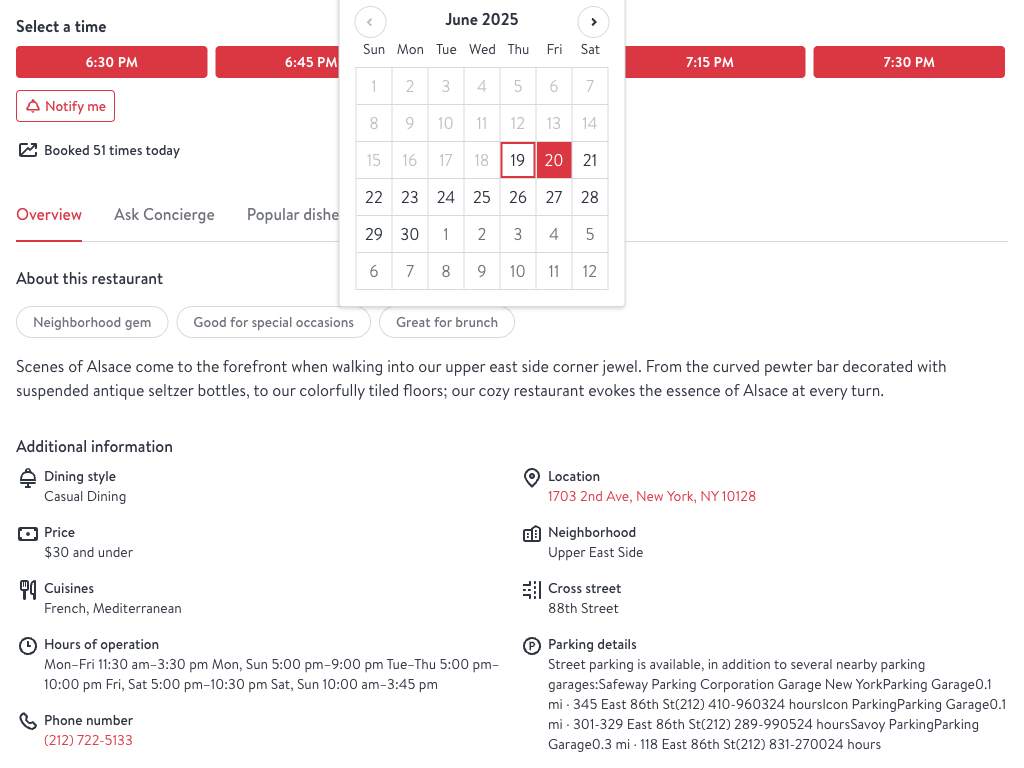 Select a time
June 2025
Sun Mon Tue Wed Thu Fri Sat
6:30 PM 6:45 PM 7:15 PM 7:30 PM
1 2 3 4 5 6 7
Notify me
8 9 10 11 12 13 14
Booked 51 times today
15 16 17 18 19 20 21
22 23 24 25 26 27 28
Overview Ask Concierge Popular dishe
29 30 1 2 3 4 5
6 7 8 9 10 11 12
About this restaurant
Neighborhood gem Good for special occasions Great for brunch
Scenes of Alsace come to the forefront when walking into our upper east side corner jewel. From the curved pewter bar decorated with
suspended antique seltzer bottles, to our colorfully tiled floors; our cozy restaurant evokes the essence of Alsace at every turn.
Additional information
Dining style
Casual Dining
Price
$30 and under
Cuisines
French, Mediterranean
Hours of operation
Mon–Fri 11:30 am–3:30 pm Mon, Sun 5:00 pm–9:00 pm Tue–Thu 5:00 pm–
10:00 pm Fri, Sat 5:00 pm–10:30 pm Sat, Sun 10:00 am–3:45 pm
Phone number
(212) 722-5133
Location
1703 2nd Ave, New York, NY 10128
Neighborhood
Upper East Side
Cross street
88th Street
Parking details
Street parking is available, in addition to several nearby parking
garages:Safeway Parking Corporation Garage New YorkParking Garage0.1
mi · 345 East 86th St(212) 410-960324 hoursIcon ParkingParking Garage0.1
mi · 301-329 East 86th St(212) 289-990524 hoursSavoy ParkingParking
Garage0.3 mi · 118 East 86th St(212) 831-270024 hours